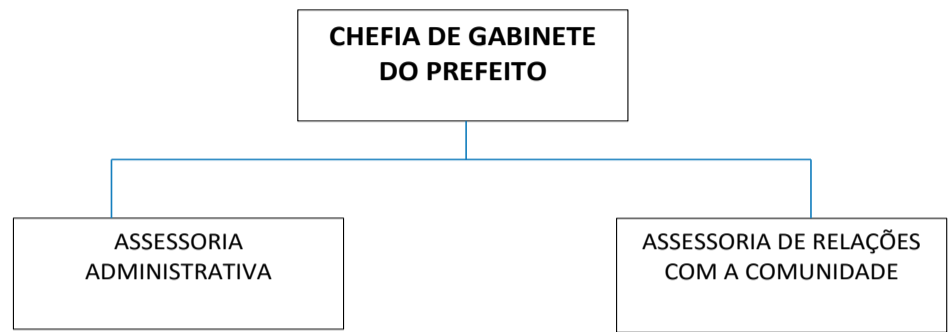 CHEFIA DE GABINETE
DO PREFEITO
ASSESSORIA
ADMINISTRATIVA
ASSESSORIA DE RELAÇÕES
COM A COMUNIDADE